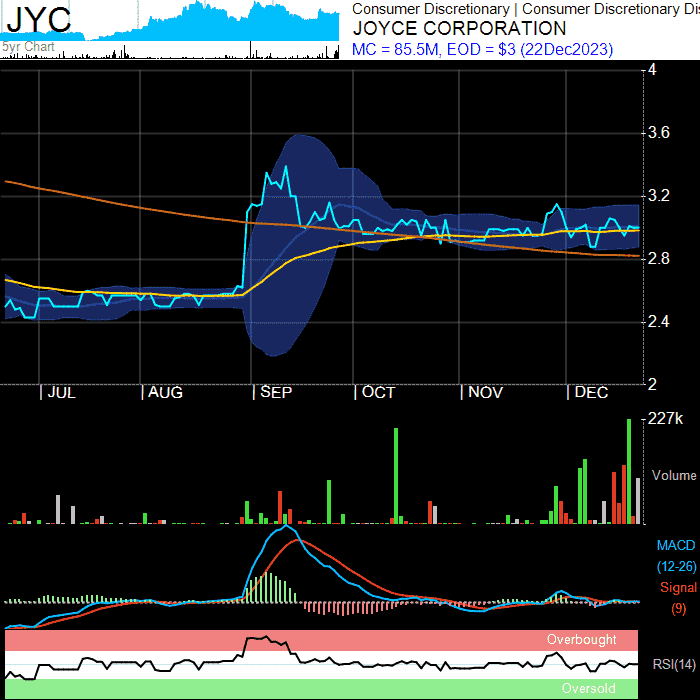 JYC
5yr Chart
Consumer Discretionary | Consumer Discretionary Dis
JOYCE CORPORATION
MC = 85.5M, EOD = $3 (22Dec2023)
4
3.6
3.2
2.8
2.4
2
| JUL | AUG | SEP | OCT | NOV | DEC
227k
Volume
MACD
(12-26)
Signal
(9)
Overbought
RSI(14)
Oversold